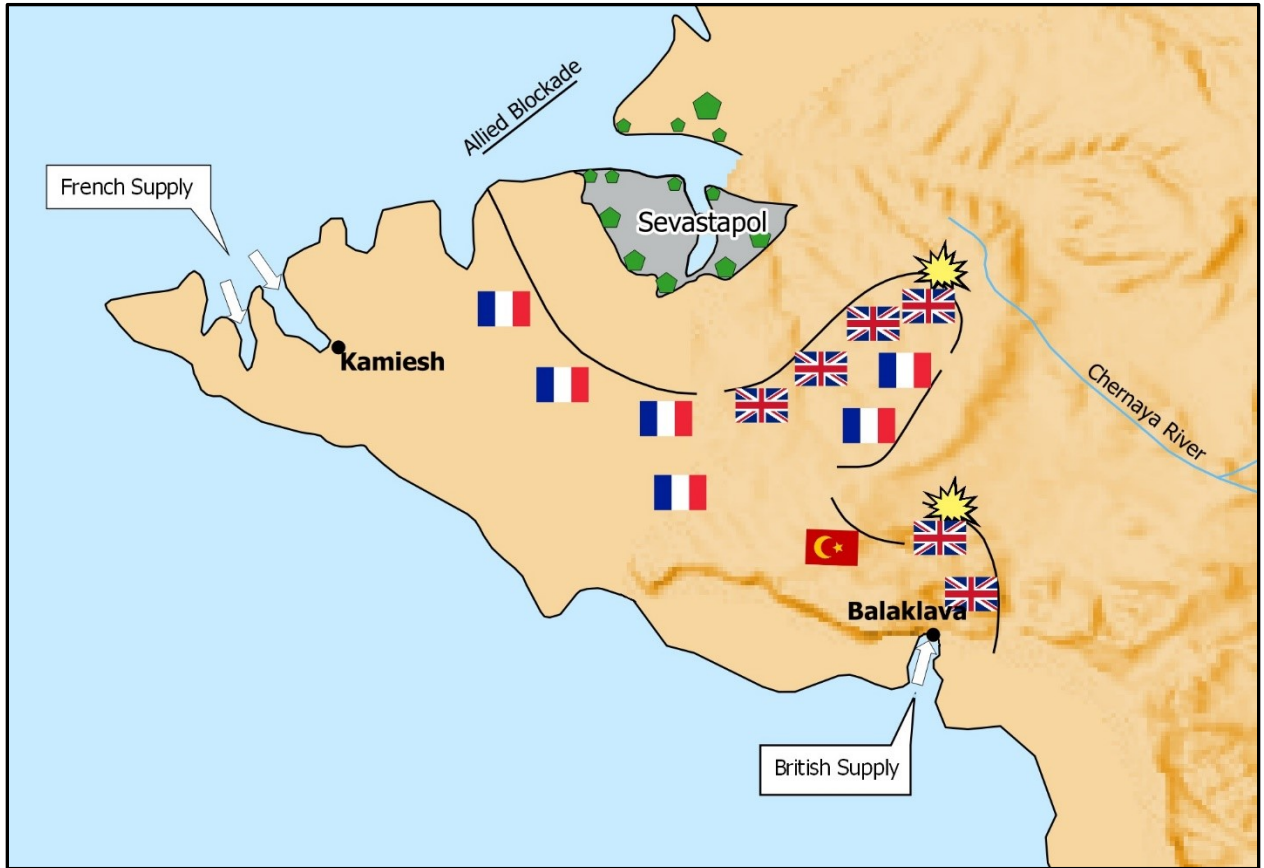 Allied Blockade
French Supply
Sevastapol
Kamiesh
Chernaya River
Balaklava
British Supply